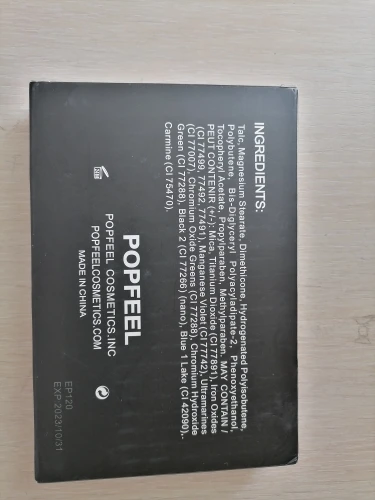 INGREDIENTS:
Talc, Magnesium Stearate, Dimethicone, Hydrogenated Polyisobutene,
Polybutene, Bis-Diglyceryl Polyacyladipate-2, Phenoxyethanol,
Tocopheryl Acetate, Propylparaben, Methylparaben. MAY CONTAIN /
PEUT CONTENIR (+/-): Mica, Titanium Dioxide (CI 77891), Iron Oxides
(CI 77499, 77492, 77491), Manganese Violet (CI 77742), Ultramarines
(CI 77007), Chromium Oxide Greens (CI 77288), Chromium Hydroxide
Green (CI 77288), Black 2 (CI 77266) (nano), Blue 1 Lake (CI 42090),
Carmine (CI 75470).
POPFEEL
POPFEEL COSMETICS.INC
POPFEELCOSMETICS.COM
MADE IN CHINA
EP120
EXP 2023/10/31